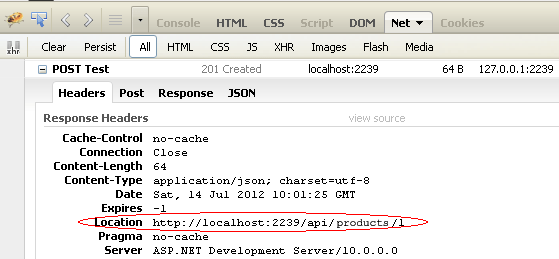 Console HTML CSS Script DOM Net
Clear Persist All HTML CSS JS XHR Images Flash Media
xhr
POST Test 201 Created localhost:2239 64 B 127.0.0.1:2239
Headers Post Response JSON
Response Headers view source
Cache-Control no-cache
Connection Close
Content-Length 64
Content-Type application/json; charset=utf-8
Date Sat, 14 Jul 2012 10:01:25 GMT
Expires -1
Location http://localhost:2239/api/products/1
Pragma no-cache
Server ASP.NET Development Server/10.0.0.0